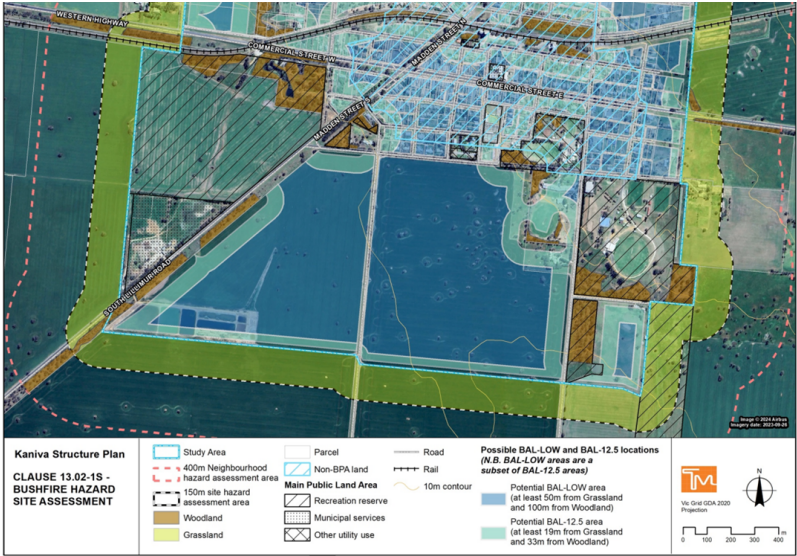 WESTERN HIGHWAY
COMMERCIAL STREET W
MADDEN STREET N
COMMERCIAL STREET E
MADDEN STREET S
SOUTH LILLIMUR ROAD
Image © 2024 Airbus
Imagery date: 2023-09-26
Kaniva Structure Plan
CLAUSE 13.02-1S -
BUSHFIRE HAZARD
SITE ASSESSMENT
Study Area
400m Neighbourhood
hazard assessment area
150m site hazard
assessment area
Woodland
Grassland
Parcel
Non-BPA land
Main Public Land Area
Recreation reserve
Municipal services
Other utility use
Road
Rail
10m contour
Possible BAL-LOW and BAL-12.5 locations
(N.B. BAL-LOW areas are a
subset of BAL-12.5 areas)
Potential BAL-LOW area
(at least 50m from Grassland
and 100m from Woodland)
Potential BAL-12.5 area
(at least 19m from Grassland
and 33m from Woodland)
TM
Vic Grid GDA 2020
Projection
N
0 400 m